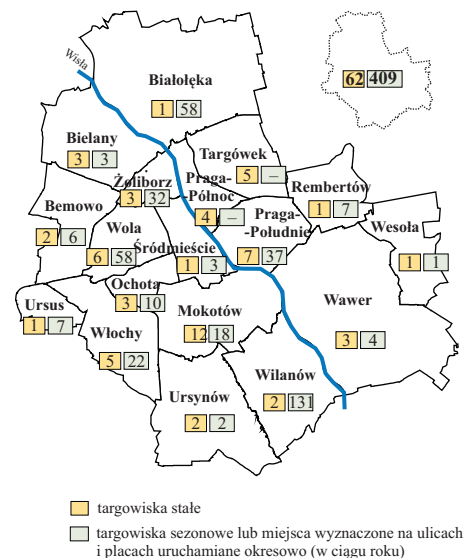 Wisła
62 409
Białołęka
1 58
Bielany
3 3
Targówek
5 –
Żoliborz
3 32
Praga-
-Północ
4 –
Rembertów
1 7
Bemowo
2 6
Wola
6 58
Praga-
-Południe
7 37
Wesoła
1 1
Śródmieście
1 3
Ochota
3 10
Ursus
1 7
Mokotów
12 18
Wawer
3 4
Włochy
5 22
Wilanów
2 131
Ursynów
2 2
targowiska stałe
targowiska sezonowe lub miejsca wyznaczone na ulicach
i placach uruchamiane okresowo (w ciągu roku)